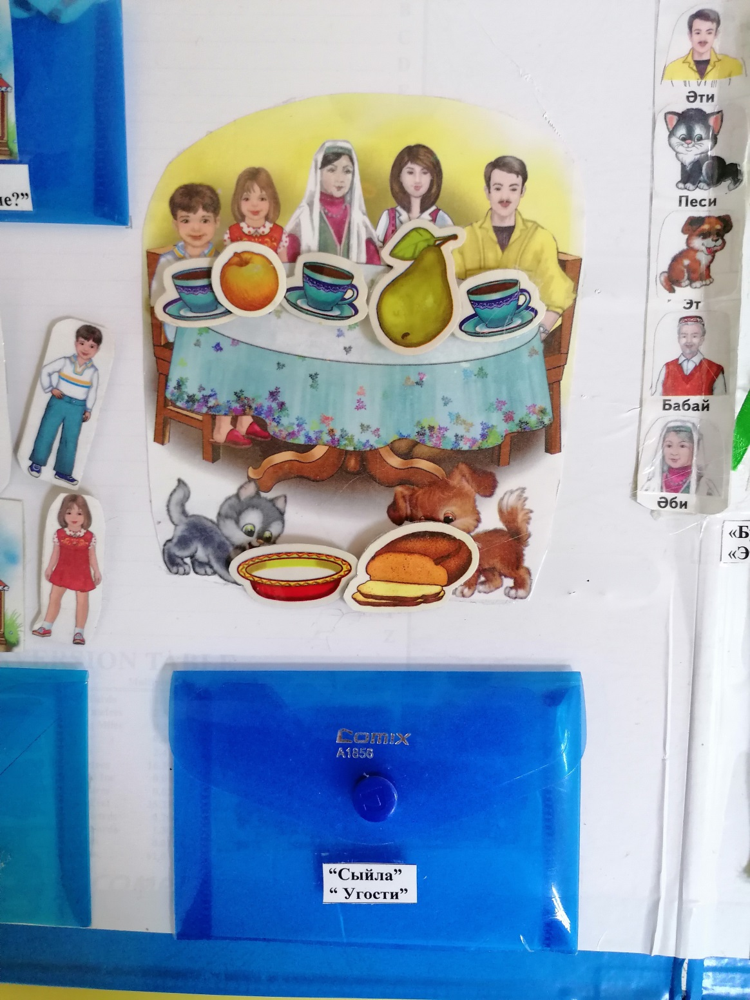 Әти
Песи
Эт
Бабай
Әби
Comix
A1856
“Сыйла”
“ Угости”